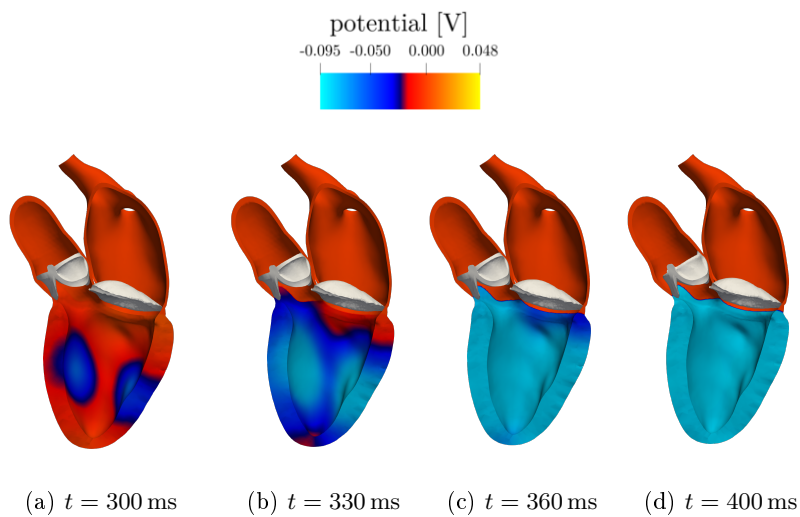 potential [V]
-0.095 -0.050 0.000 0.048
(a) t = 300 ms (b) t = 330 ms (c) t = 360 ms (d) t = 400 ms